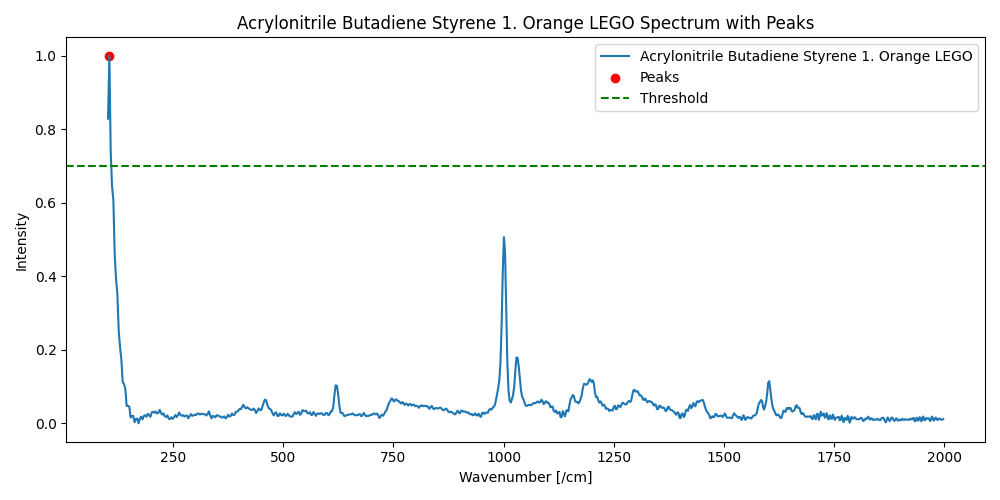 Acrylonitrile Butadiene Styrene 1. Orange LEGO Spectrum with Peaks
Acrylonitrile Butadiene Styrene 1. Orange LEGO
Peaks
Threshold
Intensity
1.0
0.8
0.6
0.4
0.2
0.0
250 500 750 1000 1250 1500 1750 2000
Wavenumber [/cm]